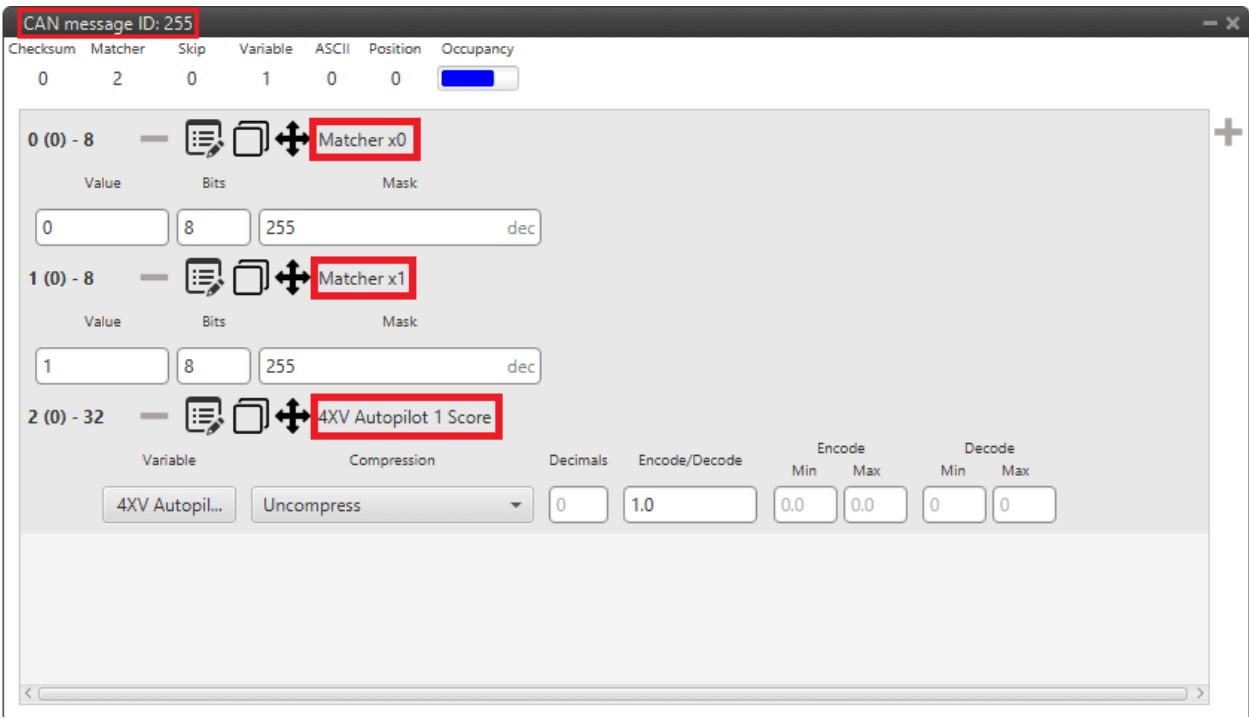 CAN message ID: 255
Checksum Matcher Skip Variable ASCII Position Occupancy
0 2 0 1 0 0
0 (0) - 8 Matcher x0
Value Bits Mask
0 8 255 dec
1 (0) - 8 Matcher x1
Value Bits Mask
1 8 255 dec
2 (0) - 32 4XV Autopilot 1 Score
Variable Compression Decimals Encode/Decode Encode Decode
Min Max Min Max
4XV Autopil... Uncompress 0 1.0 0.0 0.0 0 0